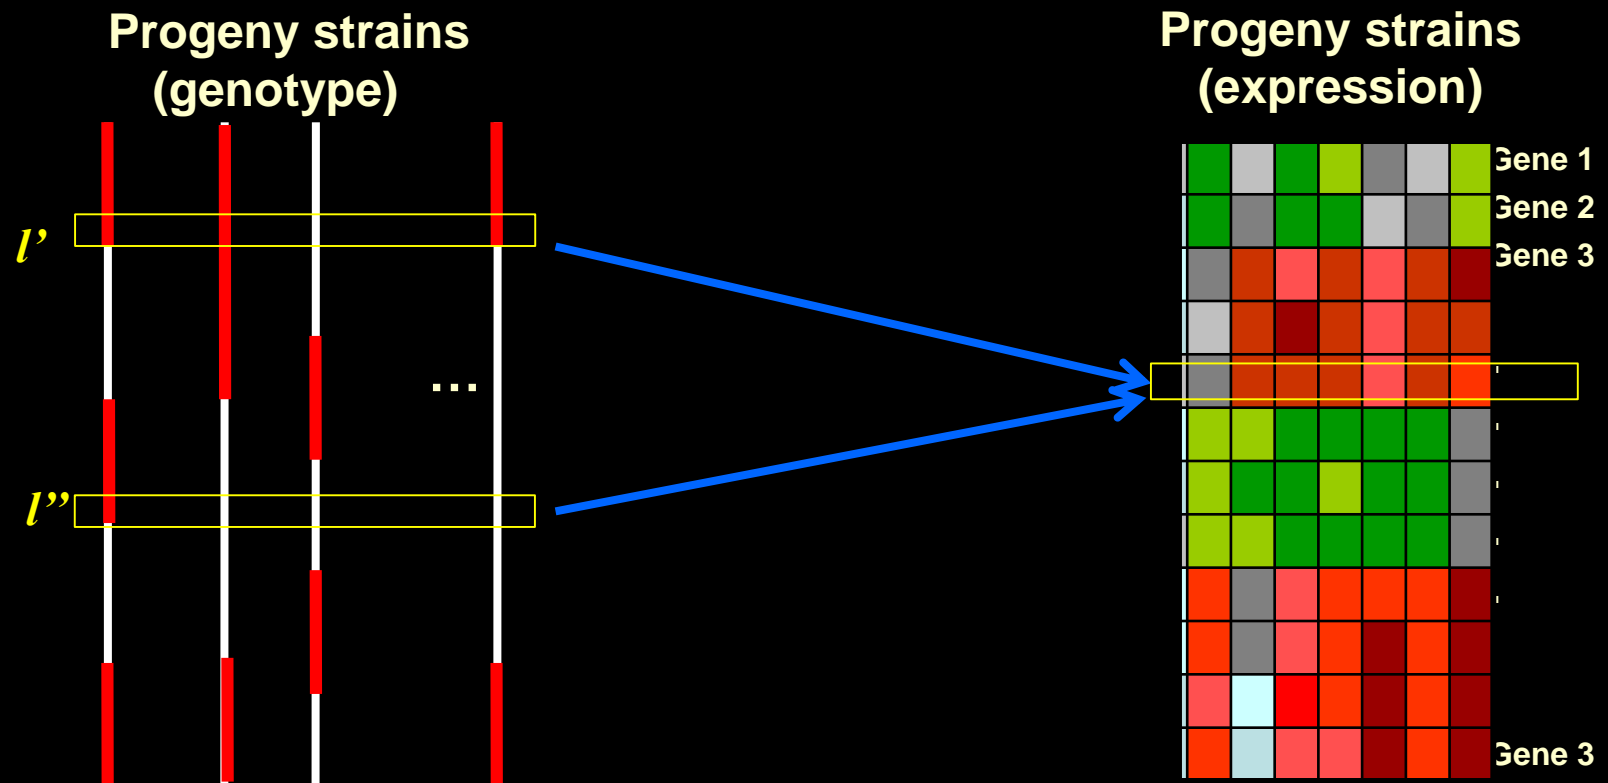 Progeny strains
(genotype)
Progeny strains
(expression)
l’
l”
...
Gene 1
Gene 2
Gene 3
Gene 3